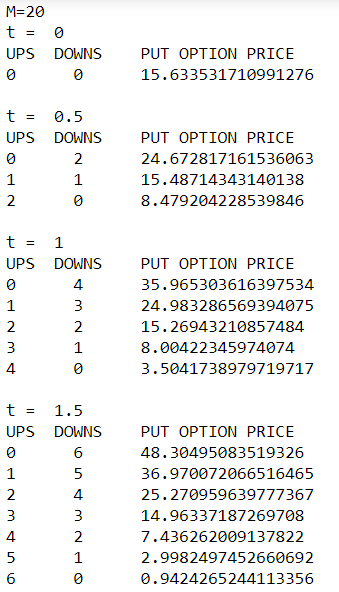 M=20
t = 0
UPS DOWNS PUT OPTION PRICE
0 0 15.633531710991276
t = 0.5
UPS DOWNS PUT OPTION PRICE
0 2 24.672817161536063
1 1 15.48714343140138
2 0 8.479204228539846
t = 1
UPS DOWNS PUT OPTION PRICE
0 4 35.965303616397534
1 3 24.983286569394075
2 2 15.26943210857484
3 1 8.00422345974074
4 0 3.5041738979719717
t = 1.5
UPS DOWNS PUT OPTION PRICE
0 6 48.30495083519326
1 5 36.970072066516465
2 4 25.270959639777367
3 3 14.96337187269708
4 2 7.436262009137822
5 1 2.9982497452660692
6 0 0.9424265244113356